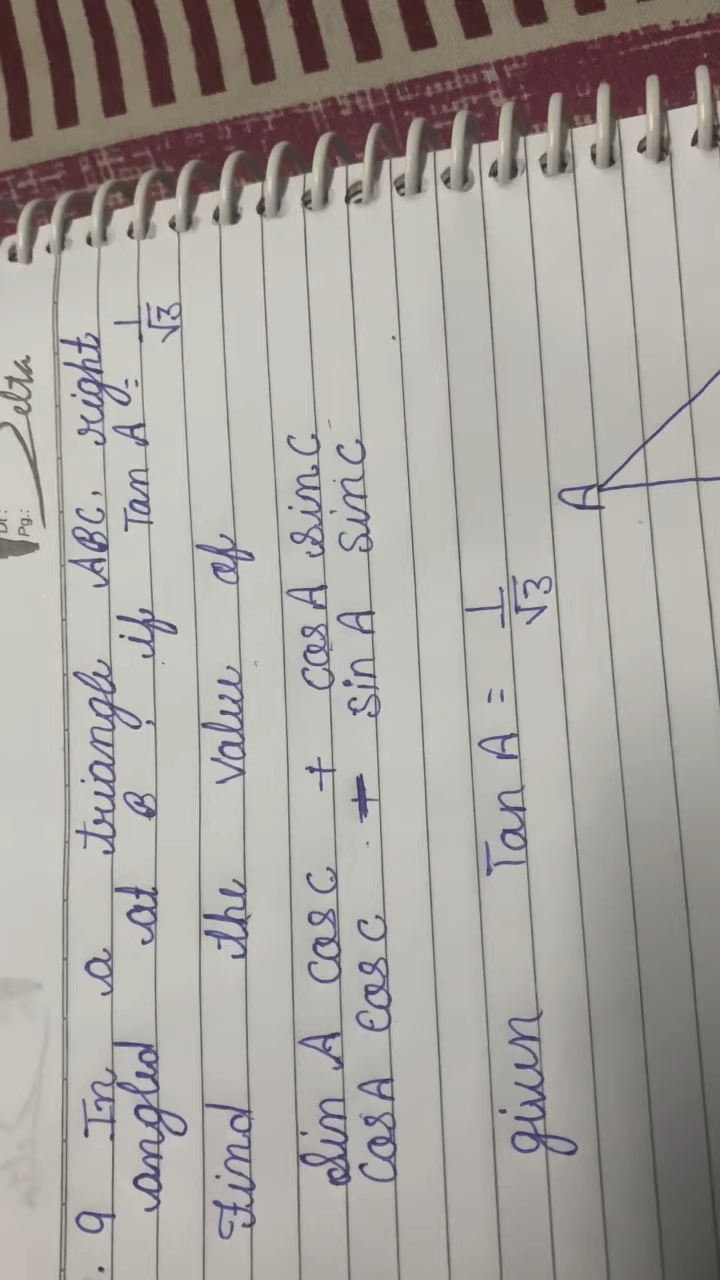 Dt.:
Pg.:
Delta
9 In a triangle ABC, right
angled at B, if Tan A = 1/√3
Find the value of
sin A cos C + cos A sin C
cos A cos C + sin A sin C
given Tan A = 1/√3
A